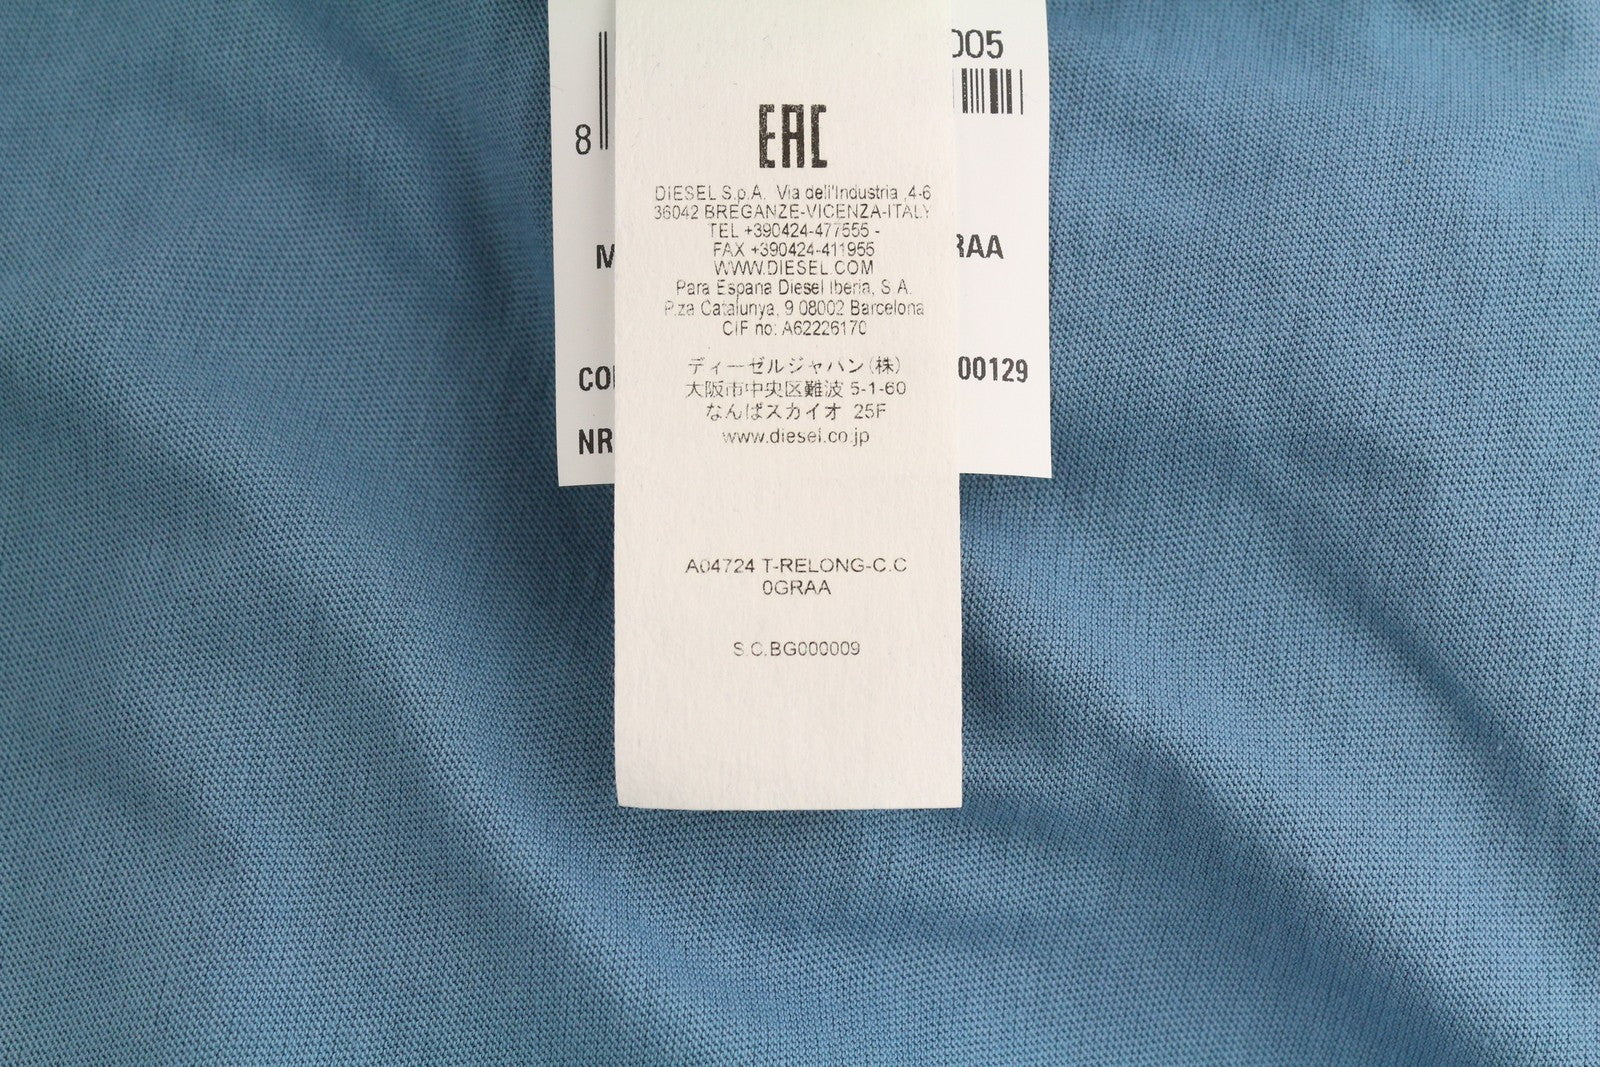 005
8
EAC
DIESEL S.p.A. Via dell'Industria ,4-6
36042 BREGANZE-VICENZA-ITALY
TEL +390424-477555 -
FAX +390424-411955
WWW.DIESEL.COM
Para Espana Diesel Iberia, S.A.
P.za Catalunya, 9 08002 Barcelona
CIF no: A62226170
ディーゼルジャパン(株)
大阪市中央区難波 5-1-60
なんばスカイオ 25F
www.diesel.co.jp
M RAA
CO 00129
NR
A04724 T-RELONG-C.C
0GRAA
S.C.BG000009